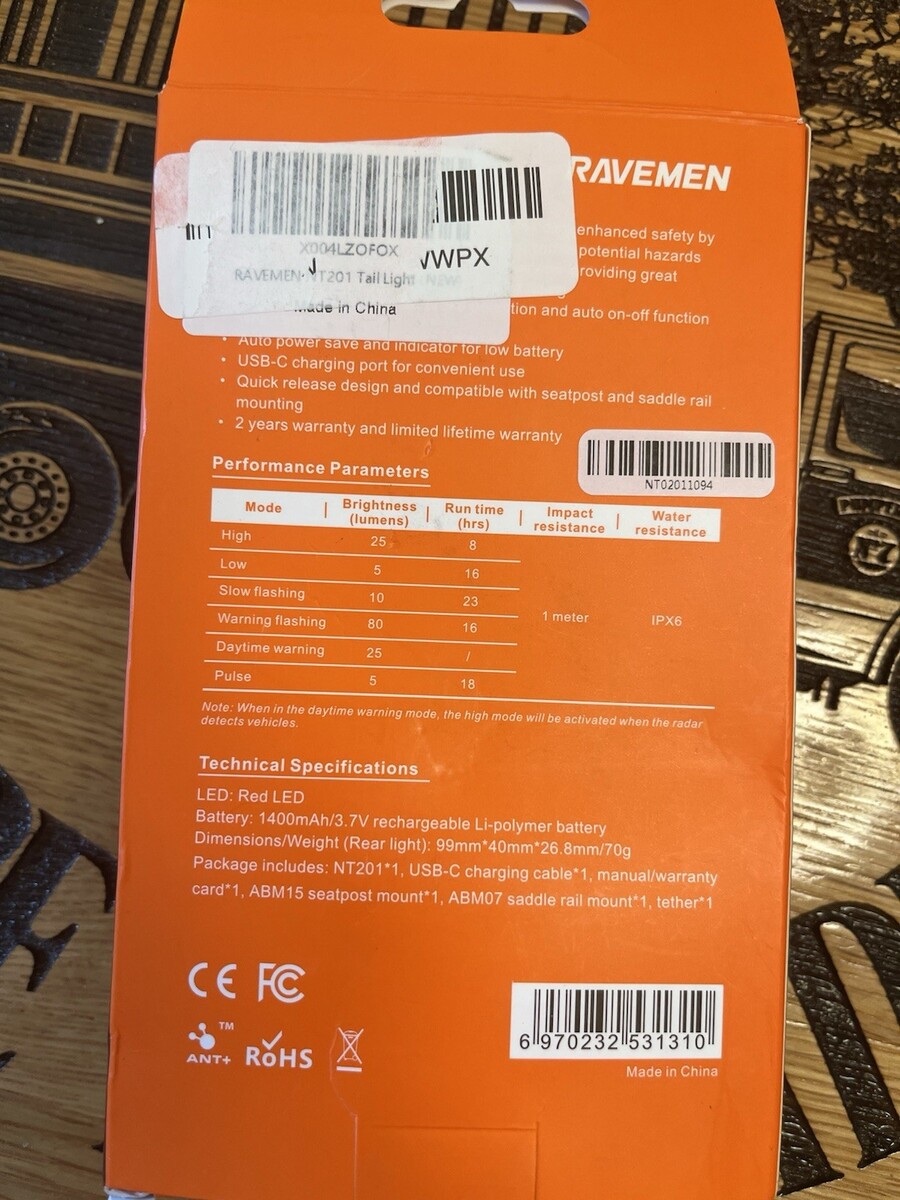 RAVEMEN
enhanced safety by
potential hazards
roviding great
X004LZOFOX
WPX
RAVEMEN NT201 Tail Light
Made in China
tion and auto on-off function
• Auto power save and indicator for low battery
• USB-C charging port for convenient use
• Quick release design and compatible with seatpost and saddle rail
mounting
• 2 years warranty and limited lifetime warranty
NT02011094
Performance Parameters
Mode | Brightness (lumens) | Run time (hrs) | Impact resistance | Water resistance
High 25 8
Low 5 16
Slow flashing 10 23
1 meter IPX6
Warning flashing 80 16
Daytime warning 25 /
Pulse 5 18
Note: When in the daytime warning mode, the high mode will be activated when the radar
detects vehicles.
Technical Specifications
LED: Red LED
Battery: 1400mAh/3.7V rechargeable Li-polymer battery
Dimensions/Weight (Rear light): 99mm*40mm*26.8mm/70g
Package includes: NT201*1, USB-C charging cable*1, manual/warranty
card*1, ABM15 seatpost mount*1, ABM07 saddle rail mount*1, tether*1
CE FC
ANT+ ™ RoHS
6 970232 531310
Made in China